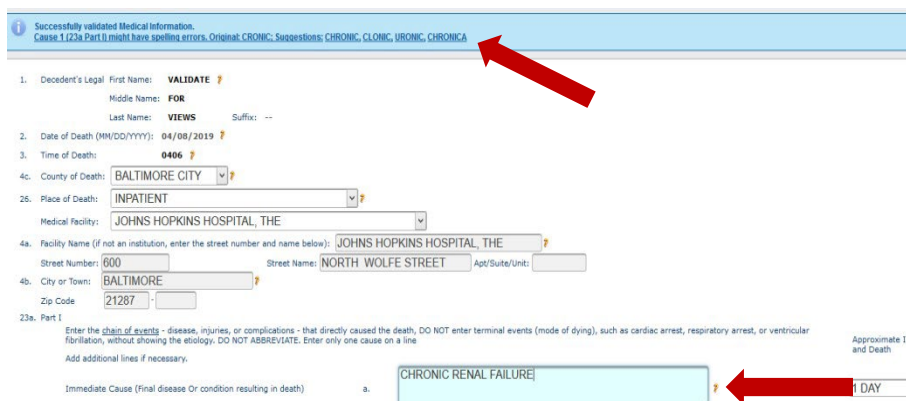 Successfully validated Medical Information.
Cause 1 (23a Part I) might have spelling errors. Original: CRONIC; Suggestions: CHRONIC, CLONIC, URONIC, CHRONICA
1. Decedent's Legal First Name: VALIDATE ?
Middle Name: FOR
Last Name: VIEWS Suffix: --
2. Date of Death (MM/DD/YYYY): 04/08/2019 ?
3. Time of Death: 0406 ?
4c. County of Death: BALTIMORE CITY ?
26. Place of Death: INPATIENT ?
Medical Facility: JOHNS HOPKINS HOSPITAL, THE
4a. Facility Name (if not an institution, enter the street number and name below): JOHNS HOPKINS HOSPITAL, THE ?
Street Number: 600 Street Name: NORTH WOLFE STREET Apt/Suite/Unit:
4b. City or Town: BALTIMORE ?
Zip Code 21287 -
23a. Part I
Enter the chain of events - disease, injuries, or complications - that directly caused the death, DO NOT enter terminal events (mode of dying), such as cardiac arrest, respiratory arrest, or ventricular
fibrillation, without showing the etiology. DO NOT ABBREVIATE. Enter only one cause on a line
Approximate I
and Death
Add additional lines if necessary.
CHRONIC RENAL FAILURE
Immediate Cause (Final disease Or condition resulting in death) a. ? 1 DAY